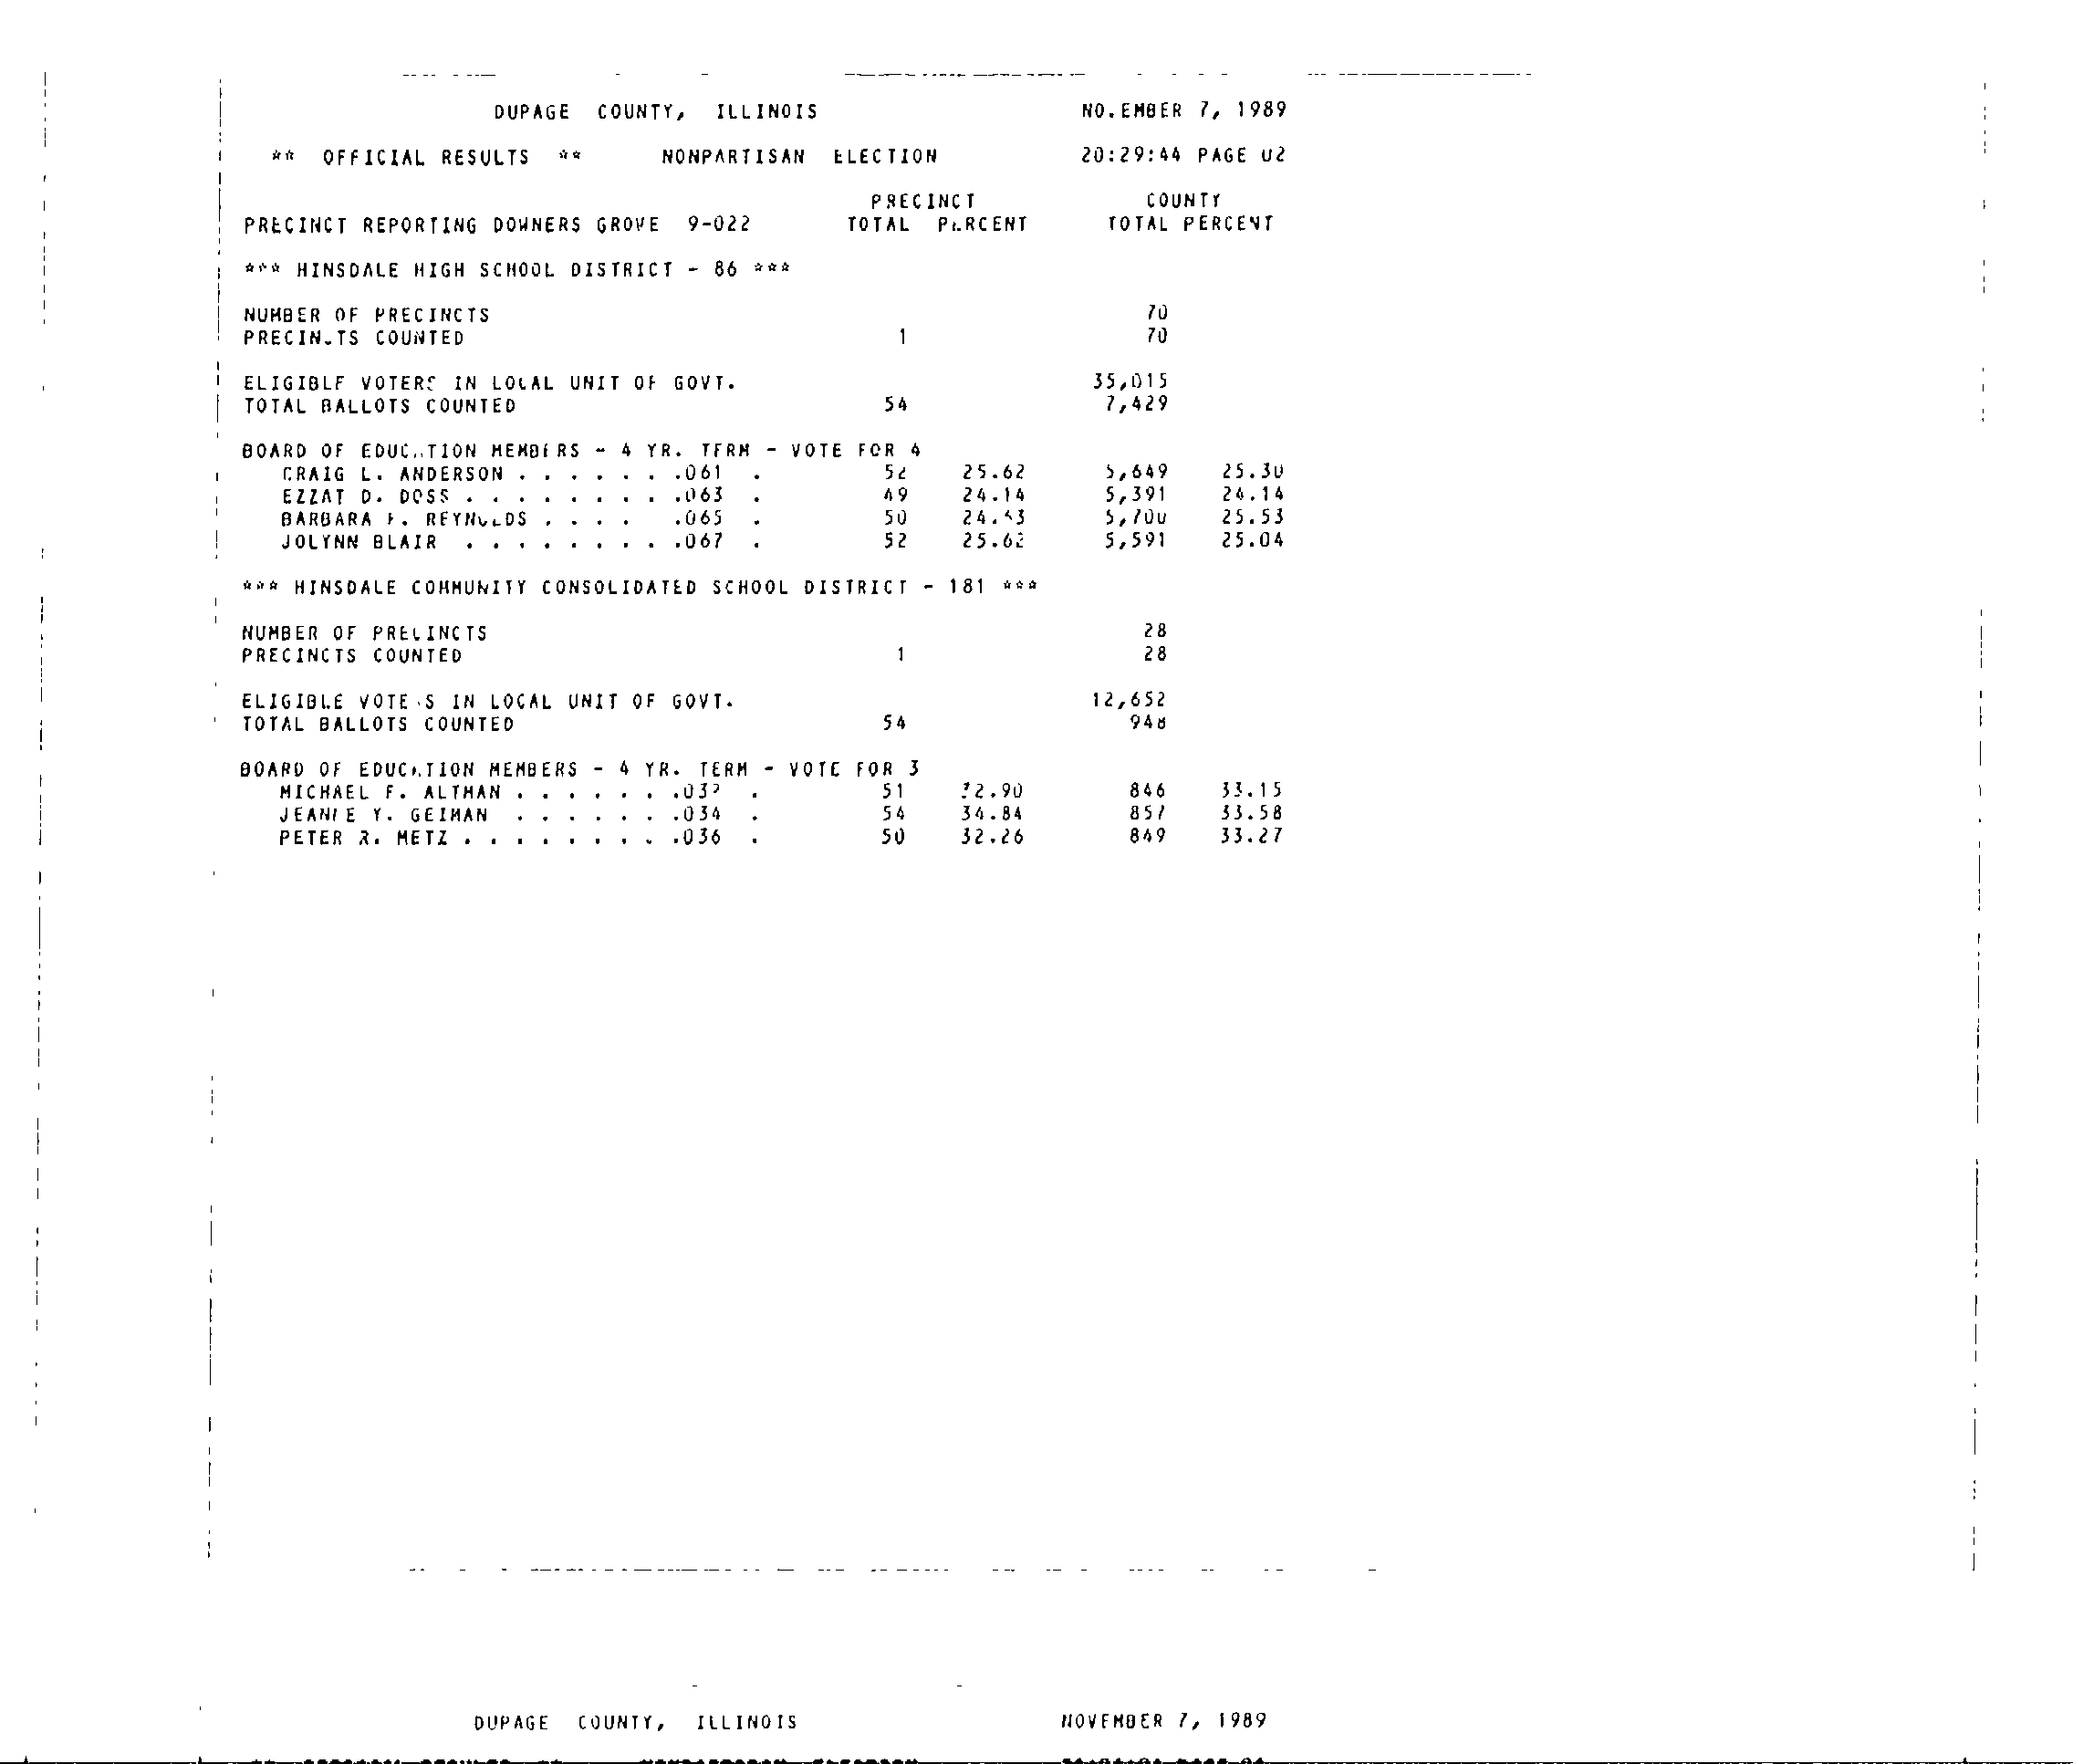 DUPAGE COUNTY, ILLINOIS NO.EMBER 7, 1989
** OFFICIAL RESULTS ** NONPARTISAN ELECTION 20:29:44 PAGE 02
PRECINCT COUNTY
PRECINCT REPORTING DOWNERS GROVE 9-022 TOTAL PERCENT TOTAL PERCENT
*** HINSDALE HIGH SCHOOL DISTRICT - 86 ***
NUMBER OF PRECINCTS 70
PRECINCTS COUNTED 1 70
ELIGIBLE VOTERS IN LOCAL UNIT OF GOVT. 35,015
TOTAL BALLOTS COUNTED 54 7,429
BOARD OF EDUCATION MEMBERS - 4 YR. TERM - VOTE FOR 4
CRAIG L. ANDERSON . . . . . . .061 . 52 25.62 5,649 25.30
EZZAT D. DOSS . . . . . . . . .063 . 49 24.14 5,391 24.14
BARBARA REYNOLDS . . . . .065 . 50 24.63 5,700 25.53
JOLYNN BLAIR . . . . . . . . .067 . 52 25.62 5,591 25.04
*** HINSDALE COMMUNITY CONSOLIDATED SCHOOL DISTRICT - 181 ***
NUMBER OF PRECINCTS 28
PRECINCTS COUNTED 1 28
ELIGIBLE VOTE S IN LOCAL UNIT OF GOVT. 12,652
TOTAL BALLOTS COUNTED 54 948
BOARD OF EDUCATION MEMBERS - 4 YR. TERM - VOTE FOR 3
MICHAEL F. ALTMAN . . . . . . .032 . 51 32.90 846 33.15
JEANNE Y. GEIMAN . . . . . . .034 . 54 34.84 857 33.58
PETER R. METZ . . . . . . . . .036 . 50 32.26 849 33.27
DUPAGE COUNTY, ILLINOIS NOVEMBER 7, 1989